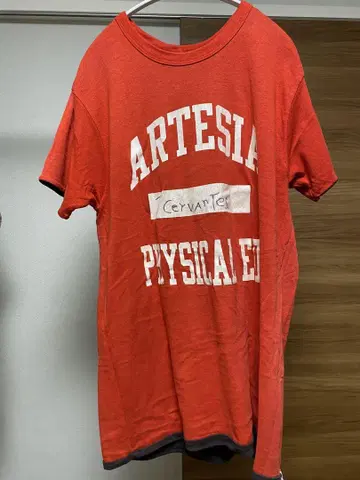 ARTESIA
Cervantes
PHYSICAL ED